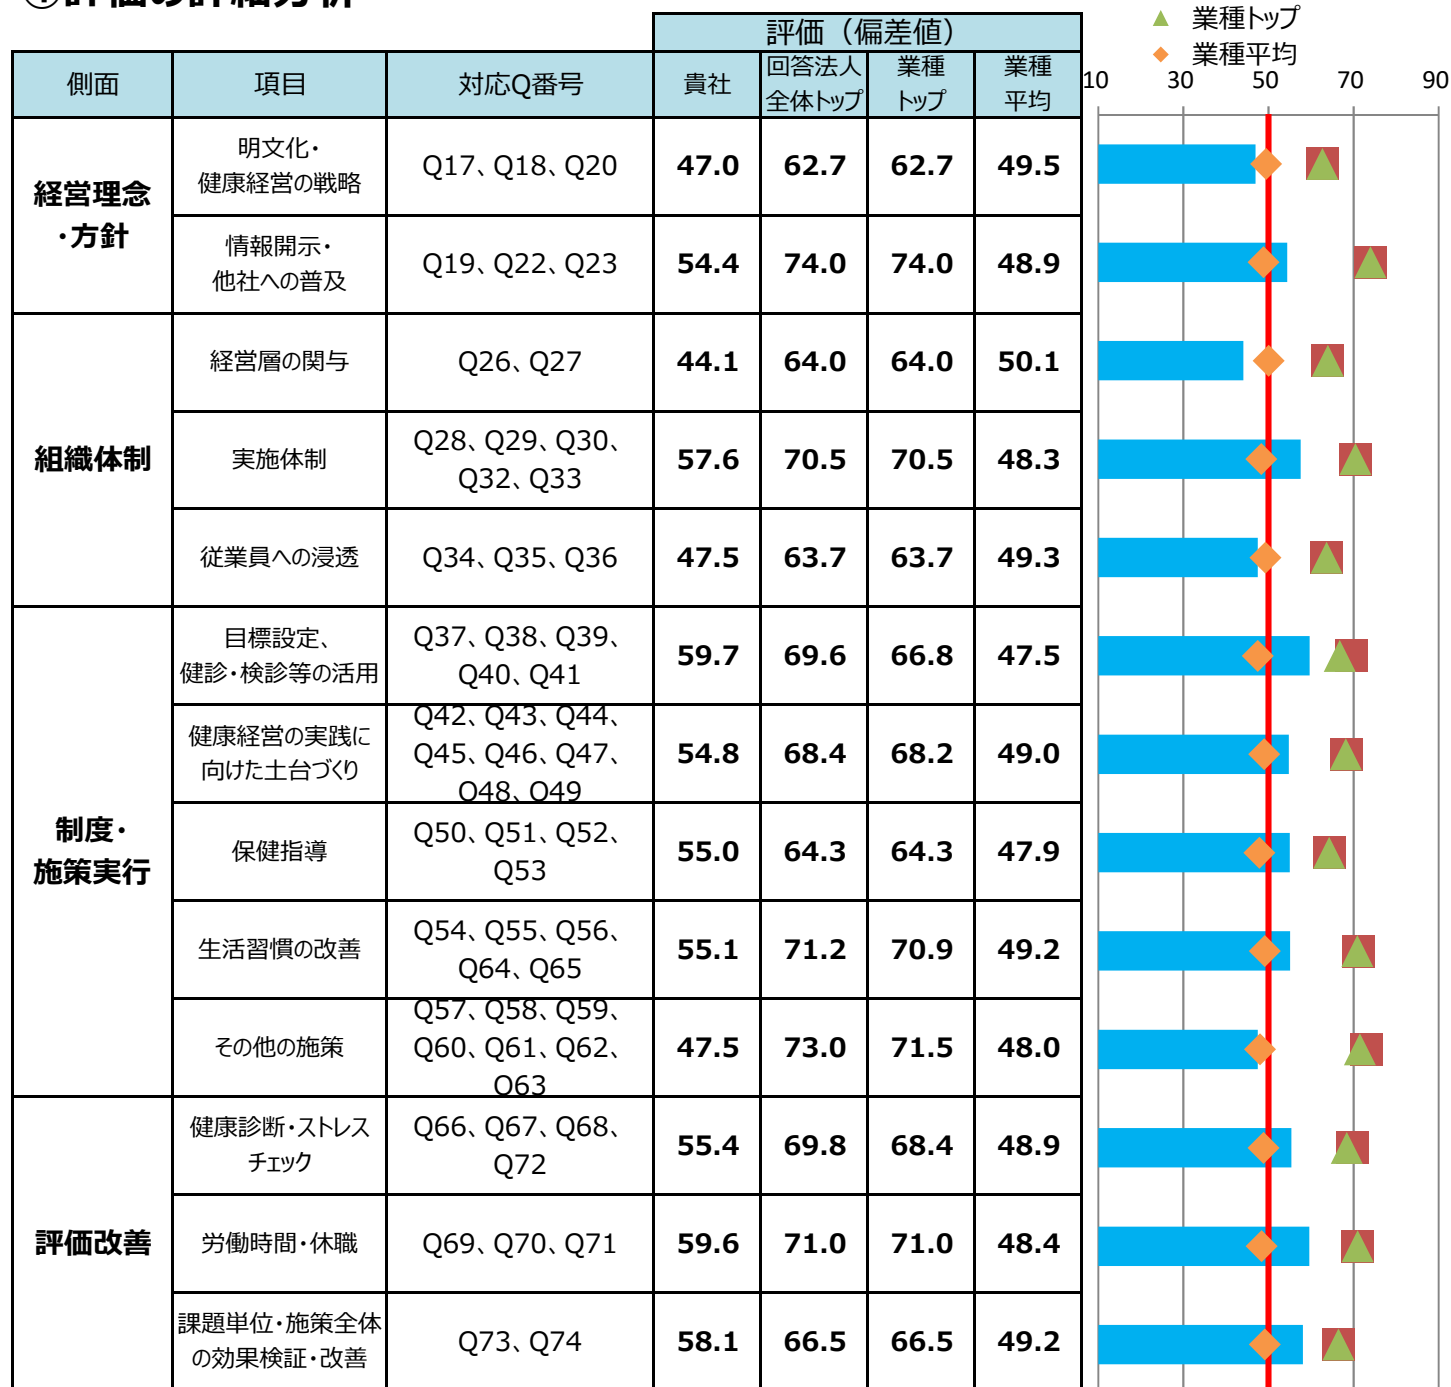 ①評価の詳細分析
▲ 業種トップ
◆ 業種平均
評価（偏差値）
側面 項目 対応Q番号 貴社 回答法人全体トップ 業種トップ 業種平均
10 30 50 70 90
経営理念・方針
明文化・
健康経営の戦略
Q17、Q18、Q20 47.0 62.7 62.7 49.5
情報開示・
他社への普及
Q19、Q22、Q23 54.4 74.0 74.0 48.9
組織体制
経営層の関与 Q26、Q27 44.1 64.0 64.0 50.1
実施体制
Q28、Q29、Q30、
Q32、Q33
57.6 70.5 70.5 48.3
従業員への浸透 Q34、Q35、Q36 47.5 63.7 63.7 49.3
制度・
施策実行
目標設定、
健診・検診等の活用
Q37、Q38、Q39、
Q40、Q41
59.7 69.6 66.8 47.5
健康経営の実践に
向けた土台づくり
Q42、Q43、Q44、
Q45、Q46、Q47、
Q48、Q49
54.8 68.4 68.2 49.0
保健指導
Q50、Q51、Q52、
Q53
55.0 64.3 64.3 47.9
生活習慣の改善
Q54、Q55、Q56、
Q64、Q65
55.1 71.2 70.9 49.2
その他の施策
Q57、Q58、Q59、
Q60、Q61、Q62、
Q63
47.5 73.0 71.5 48.0
評価改善
健康診断・ストレス
チェック
Q66、Q67、Q68、
Q72
55.4 69.8 68.4 48.9
労働時間・休職 Q69、Q70、Q71 59.6 71.0 71.0 48.4
課題単位・施策全体
の効果検証・改善
Q73、Q74 58.1 66.5 66.5 49.2